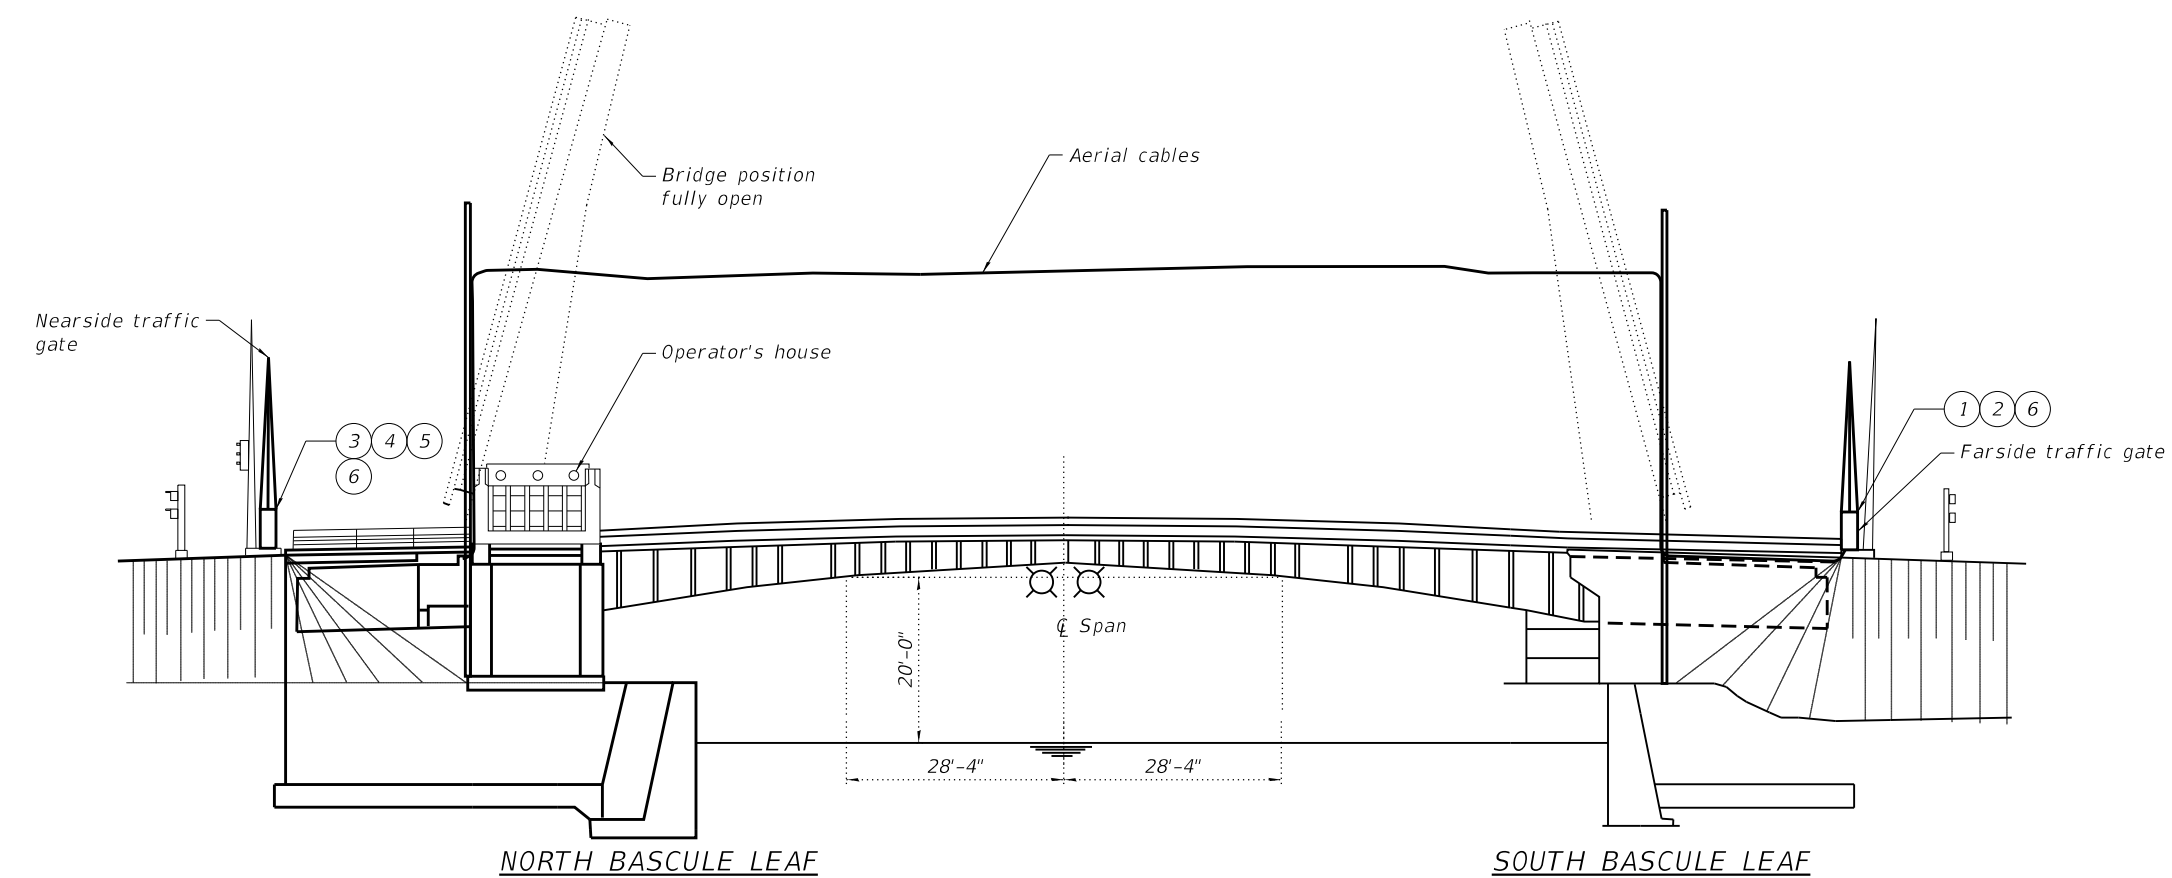 Bridge position
fully open
Aerial cables
Nearside traffic
gate
Operator's house
3 4 5
6
1 2 6
Farside traffic gate
℄ Span
20'-0"
28'-4" 28'-4"
NORTH BASCULE LEAF
SOUTH BASCULE LEAF